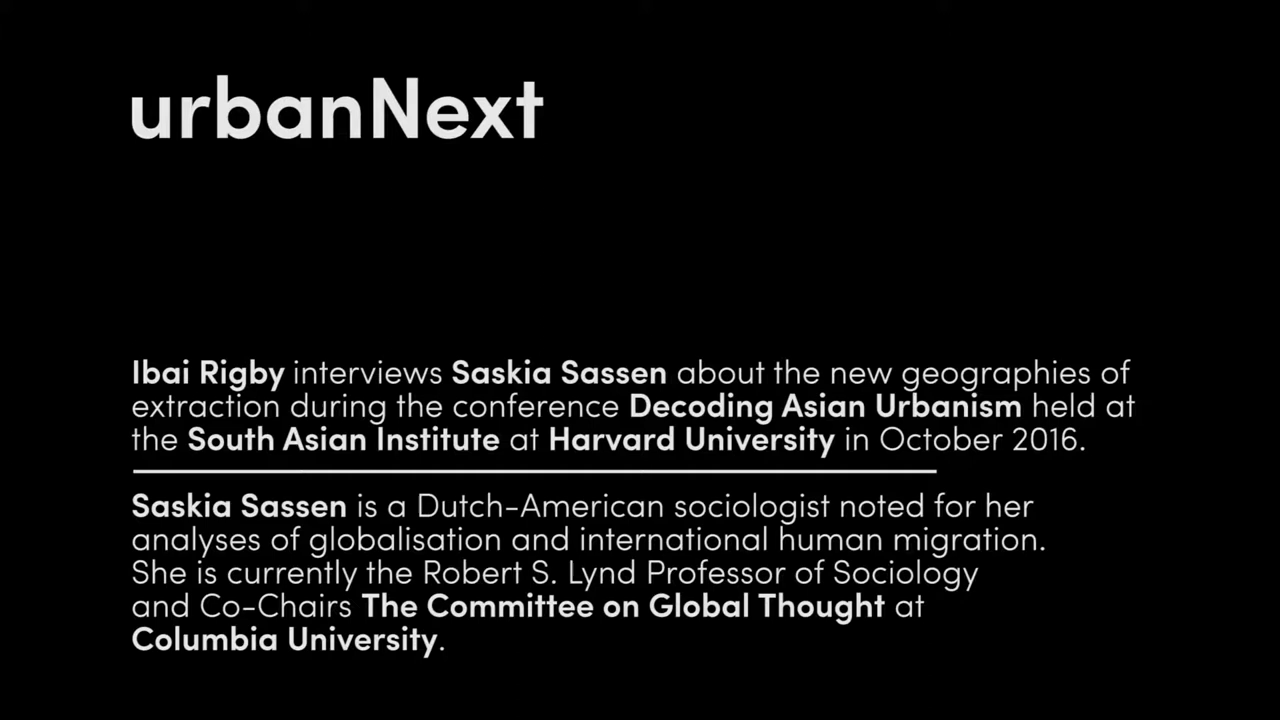 urbanNext
Ibai Rigby interviews Saskia Sassen about the new geographies of
extraction during the conference Decoding Asian Urbanism held at
the South Asian Institute at Harvard University in October 2016.
Saskia Sassen is a Dutch-American sociologist noted for her
analyses of globalisation and international human migration.
She is currently the Robert S. Lynd Professor of Sociology
and Co-Chairs The Committee on Global Thought at
Columbia University.